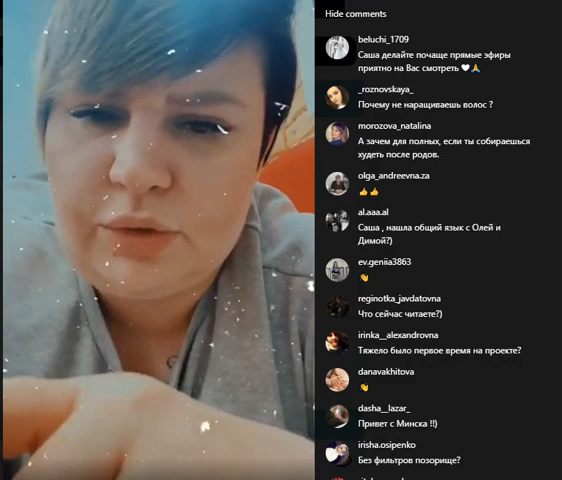 Hide comments
beluchi_1709
Саша делайте почаще прямые эфиры
приятно на Вас смотреть 🤍🙏
_roznovskaya_
Почему не наращиваешь волос ?
morozova_natalina
А зачем для полных, если ты собираешься
худеть после родов.
olga_andreevna.za
👍👍
al.aaa.al
Саша , нашла общий язык с Олей и
Димой?)
ev.geniia3863
👏
reginotka_javdatovna
Что сейчас читаете?)
irinka__alexandrovna
Тяжело было первое время на проекте?
danavakhitova
👏
dasha__lazar_
Привет с Минска !!)
irisha.osipenko
Без фильтров позорище?